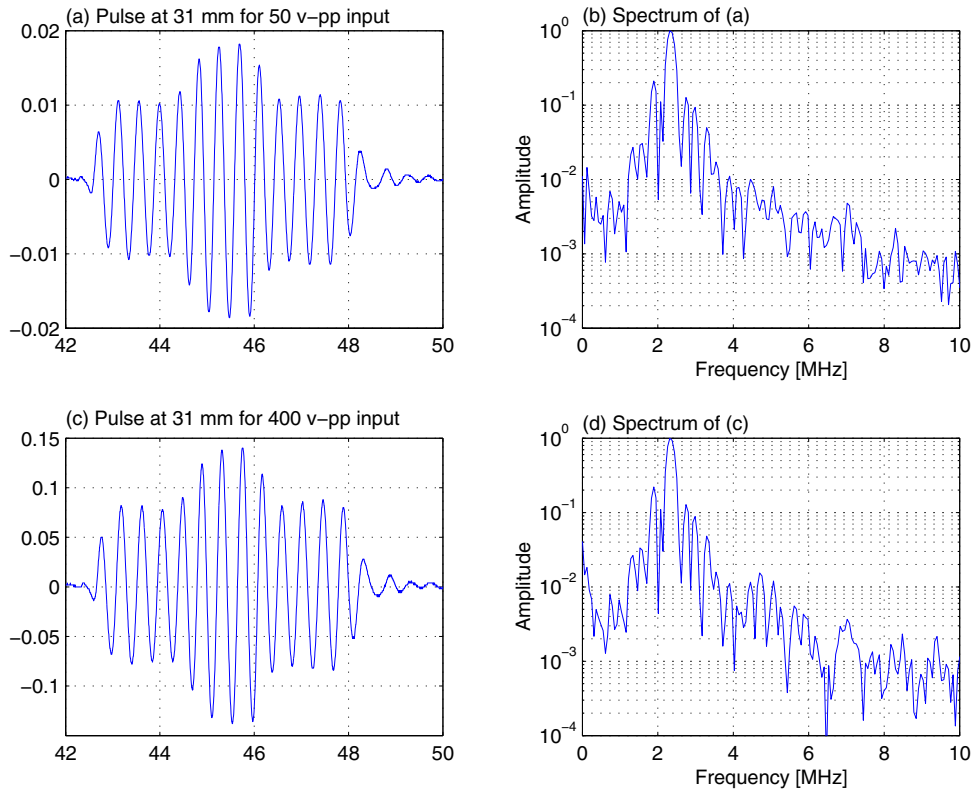 (a) Pulse at 31 mm for 50 v−pp input
0.02
0.01
0
−0.01
−0.02
42 44 46 48 50
(b) Spectrum of (a)
10^0
10^−1
10^−2
10^−3
10^−4
Amplitude
0 2 4 6 8 10
Frequency [MHz]
(c) Pulse at 31 mm for 400 v−pp input
0.15
0.1
0.05
0
−0.05
−0.1
42 44 46 48 50
(d) Spectrum of (c)
10^0
10^−1
10^−2
10^−3
10^−4
Amplitude
0 2 4 6 8 10
Frequency [MHz]